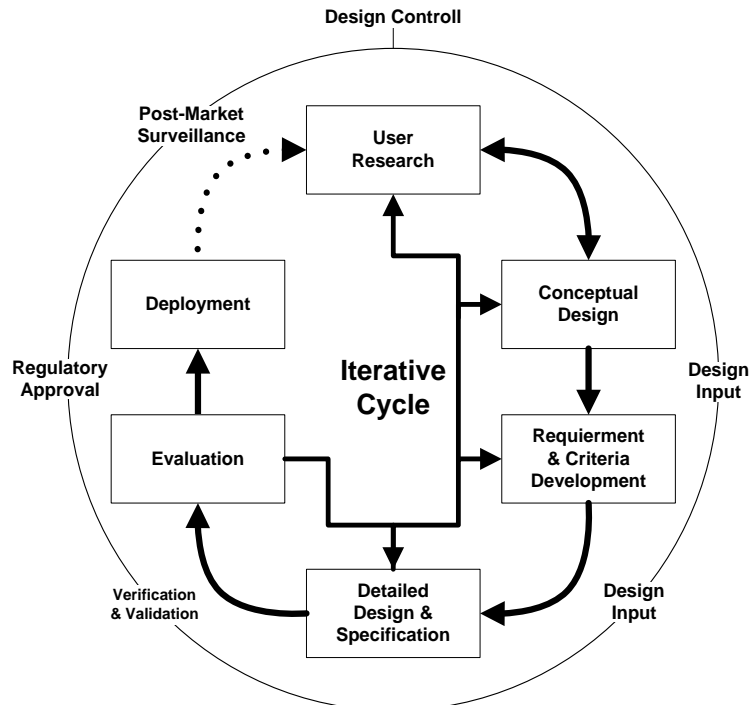 Design Controll
Post-Market
Surveillance
User
Research
Deployment
Conceptual
Design
Iterative
Cycle
Regulatory
Approval
Design
Input
Evaluation
Requierment
& Criteria
Development
Verification
& Validation
Detailed
Design &
Specification
Design
Input